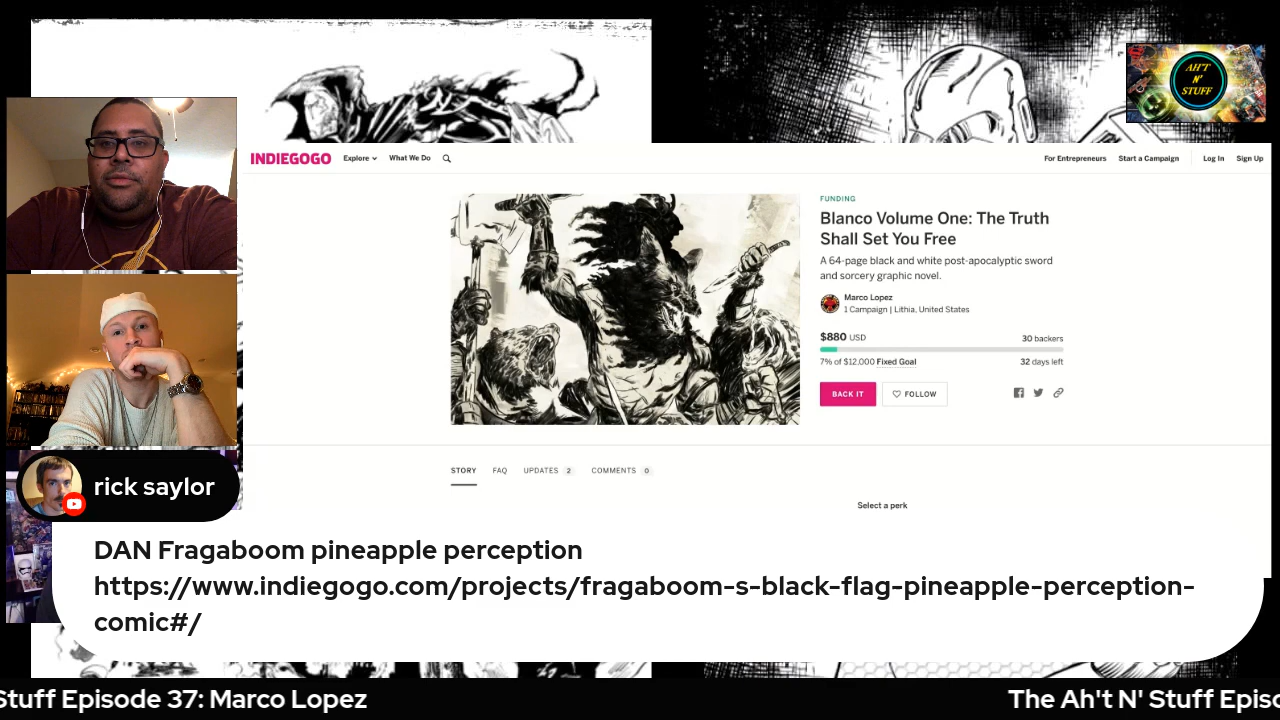 AH'T
N'
STUFF
INDIEGOGO Explore What We Do For Entrepreneurs Start a Campaign Log In Sign Up
FUNDING
Blanco Volume One: The Truth
Shall Set You Free
A 64-page black and white post-apocalyptic sword
and sorcery graphic novel.
Marco Lopez
1 Campaign | Lithia, United States
$880 USD 30 backers
7% of $12,000 Fixed Goal 32 days left
BACK IT FOLLOW
STORY FAQ UPDATES 2 COMMENTS 0
Select a perk
rick saylor
DAN Fragaboom pineapple perception
https://www.indiegogo.com/projects/fragaboom-s-black-flag-pineapple-perception-
comic#/
Stuff Episode 37: Marco Lopez The Ah't N' Stuff Episo